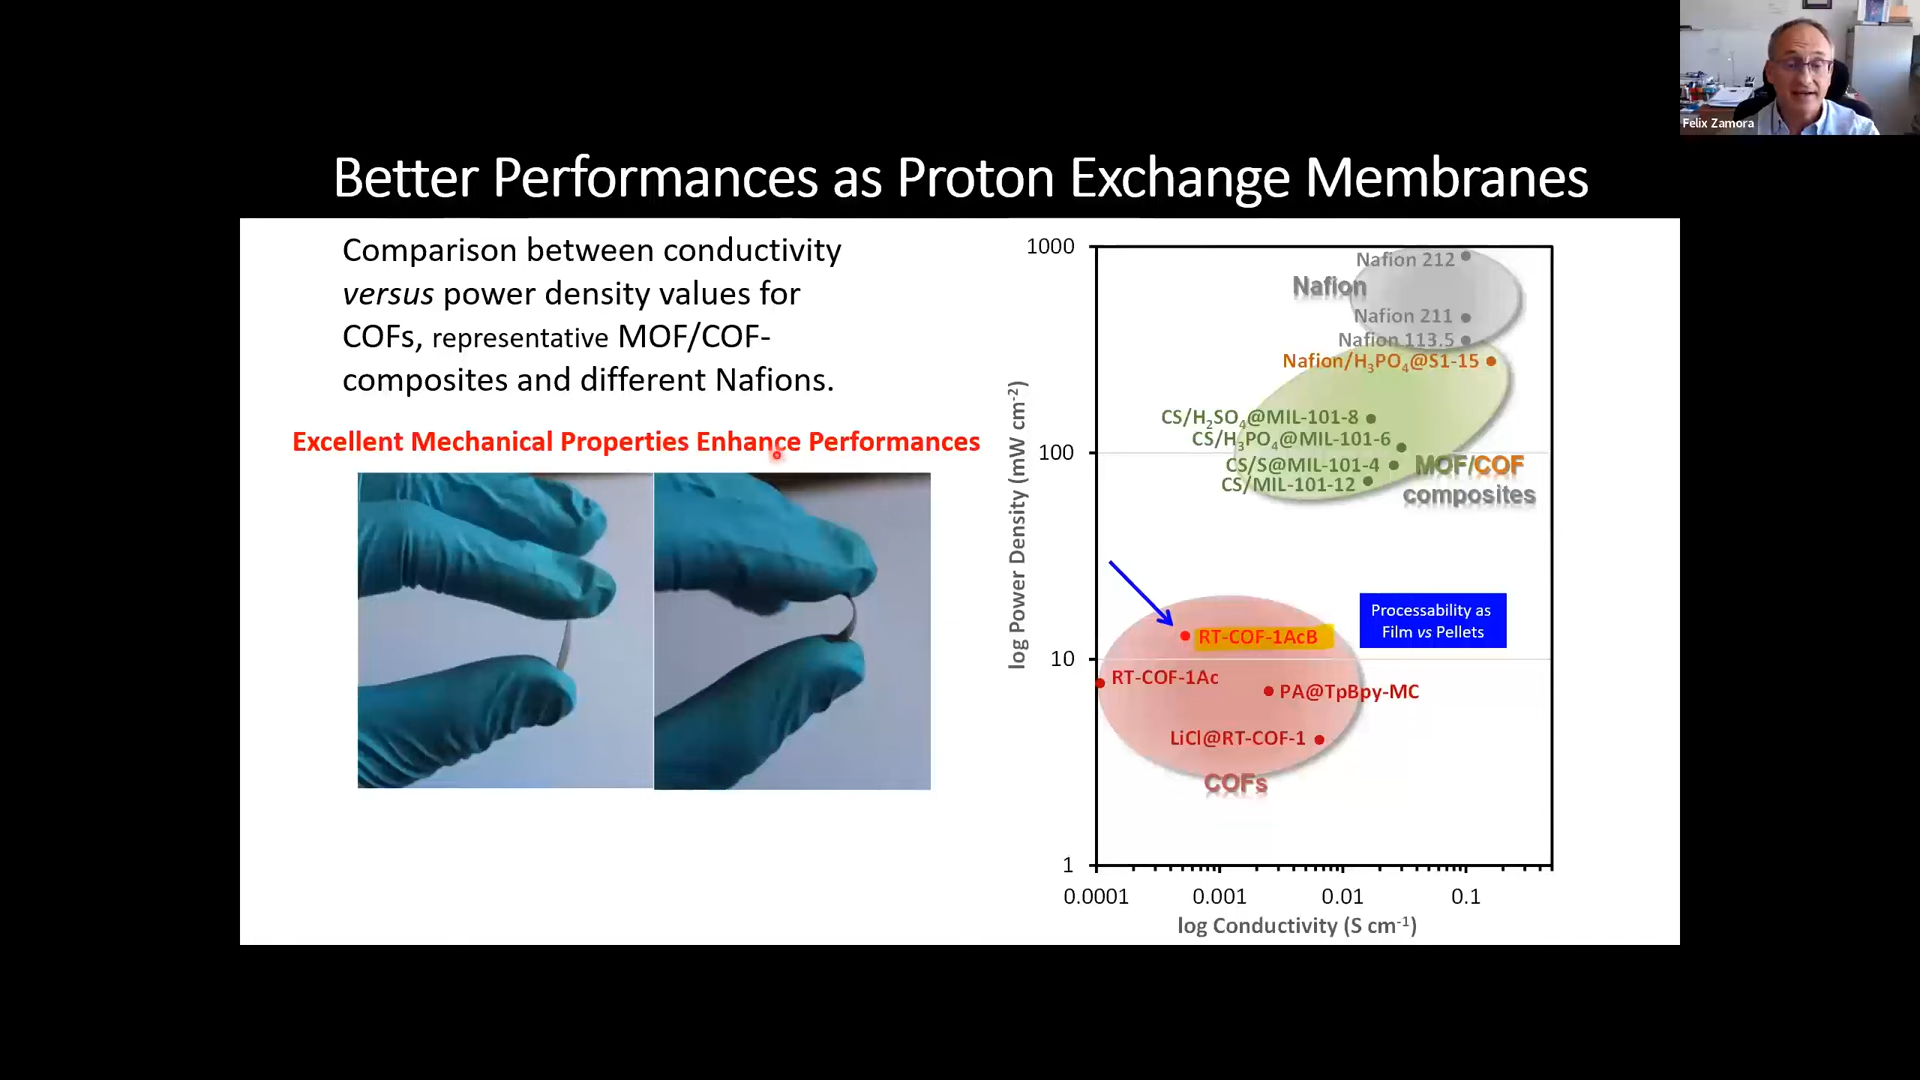 Felix Zamora
Better Performances as Proton Exchange Membranes
Comparison between conductivity
versus power density values for
COFs, representative MOF/COF-
composites and different Nafions.
Excellent Mechanical Properties Enhance Performances
1000
100
10
1
log Power Density (mW cm⁻²)
Nafion 212
Nafion
Nafion 211
Nafion 113.5
Nafion/H₃PO₄@S1-15
CS/H₂SO₄@MIL-101-8
CS/H₃PO₄@MIL-101-6
CS/S@MIL-101-4
CS/MIL-101-12
MOF/COF
composites
Processability as
Film vs Pellets
RT-COF-1AcB
RT-COF-1Ac
PA@TpBpy-MC
LiCl@RT-COF-1
COFs
0.0001 0.001 0.01 0.1
log Conductivity (S cm⁻¹)